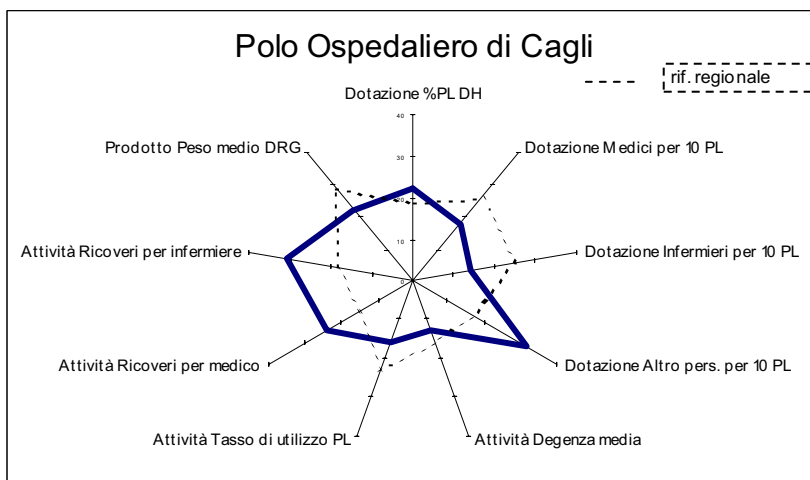 Polo Ospedaliero di Cagli
rif. regionale
Dotazione %PL DH
40
30
20
10
0
Prodotto Peso medio DRG
Dotazione Medici per 10 PL
Attività Ricoveri per infermiere
Dotazione Infermieri per 10 PL
Attività Ricoveri per medico
Dotazione Altro pers. per 10 PL
Attività Tasso di utilizzo PL
Attività Degenza media